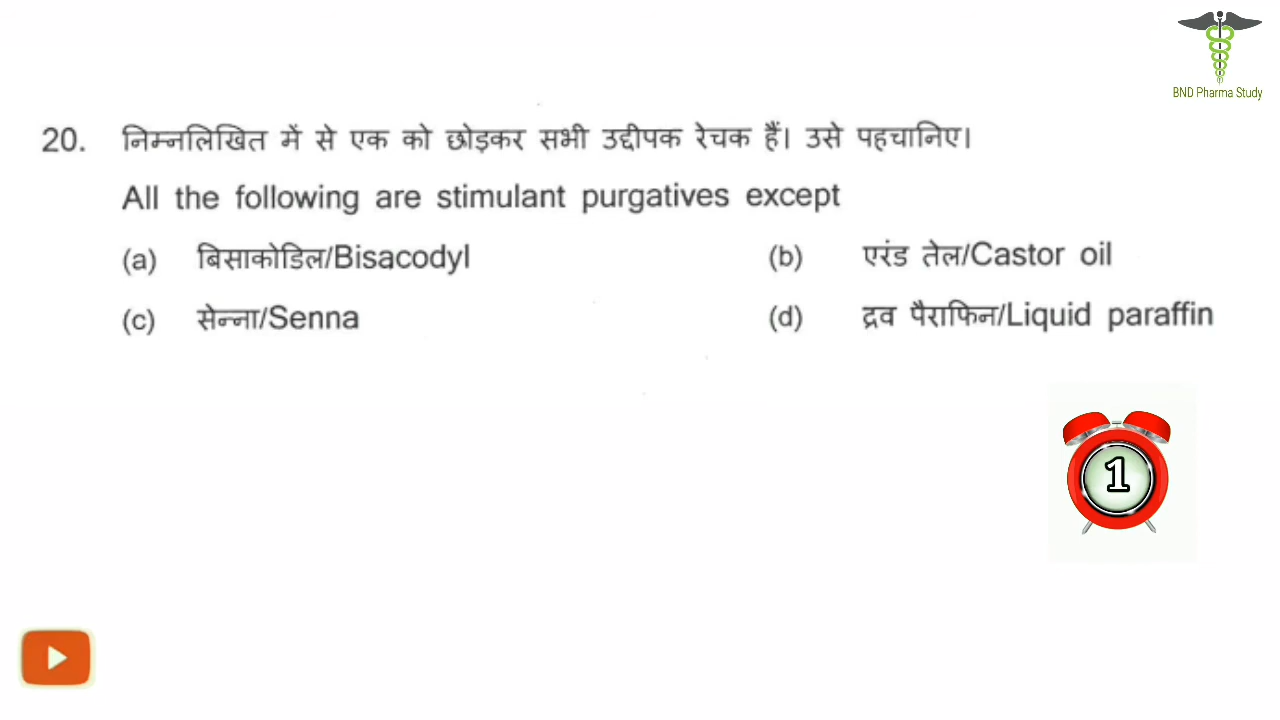 BND Pharma Study
20. निम्नलिखित में से एक को छोड़कर सभी उद्दीपक रेचक हैं। उसे पहचानिए।
All the following are stimulant purgatives except
(a) बिसाकोडिल/Bisacodyl (b) एरंड तेल/Castor oil
(c) सेन्ना/Senna (d) द्रव पैराफिन/Liquid paraffin
1